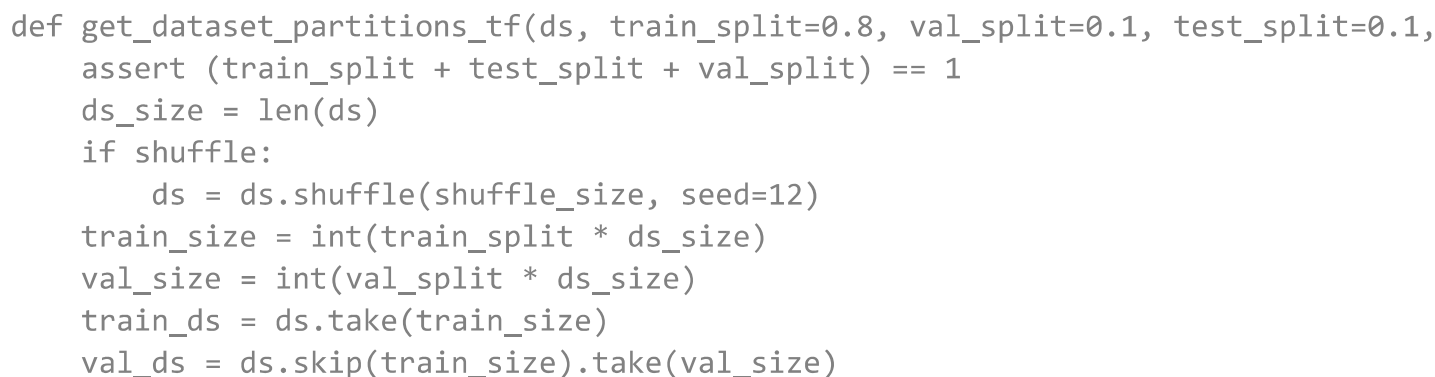 def get_dataset_partitions_tf(ds, train_split=0.8, val_split=0.1, test_split=0.1,
    assert (train_split + test_split + val_split) == 1
    ds_size = len(ds)
    if shuffle:
        ds = ds.shuffle(shuffle_size, seed=12)
    train_size = int(train_split * ds_size)
    val_size = int(val_split * ds_size)
    train_ds = ds.take(train_size)
    val_ds = ds.skip(train_size).take(val_size)